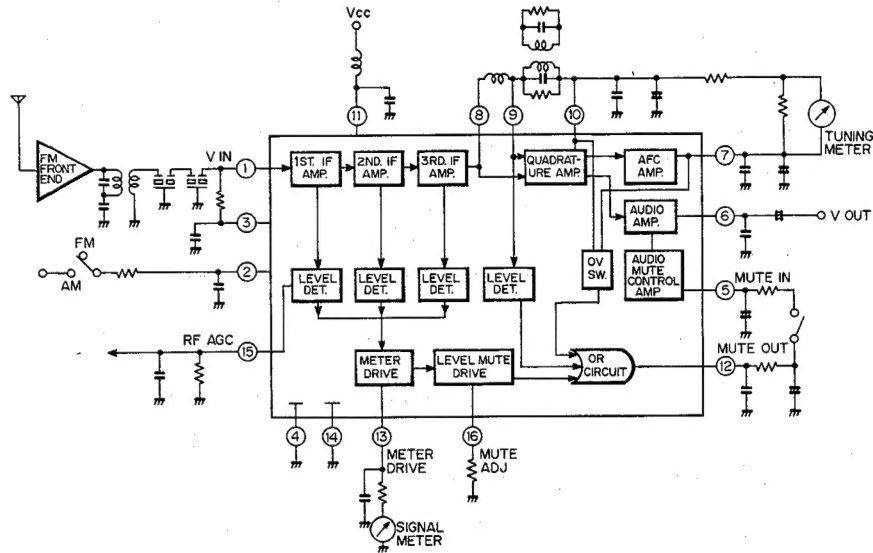 Vcc
11
8
9
10
TUNING
METER
FM
FRONT
END
V IN
1
1ST. IF
AMP.
2ND. IF
AMP.
3RD. IF
AMP.
QUADRAT-
URE AMP.
AFC
AMP.
7
3
AUDIO
AMP.
6
V OUT
FM
AM
2
LEVEL
DET.
LEVEL
DET.
LEVEL
DET.
LEVEL
DET.
OV
SW.
AUDIO
MUTE
CONTROL
AMP
5
MUTE IN
RF AGC
15
METER
DRIVE
LEVEL MUTE
DRIVE
OR
CIRCUIT
MUTE OUT
12
4
14
13
16
METER
DRIVE
MUTE
ADJ
SIGNAL
METER